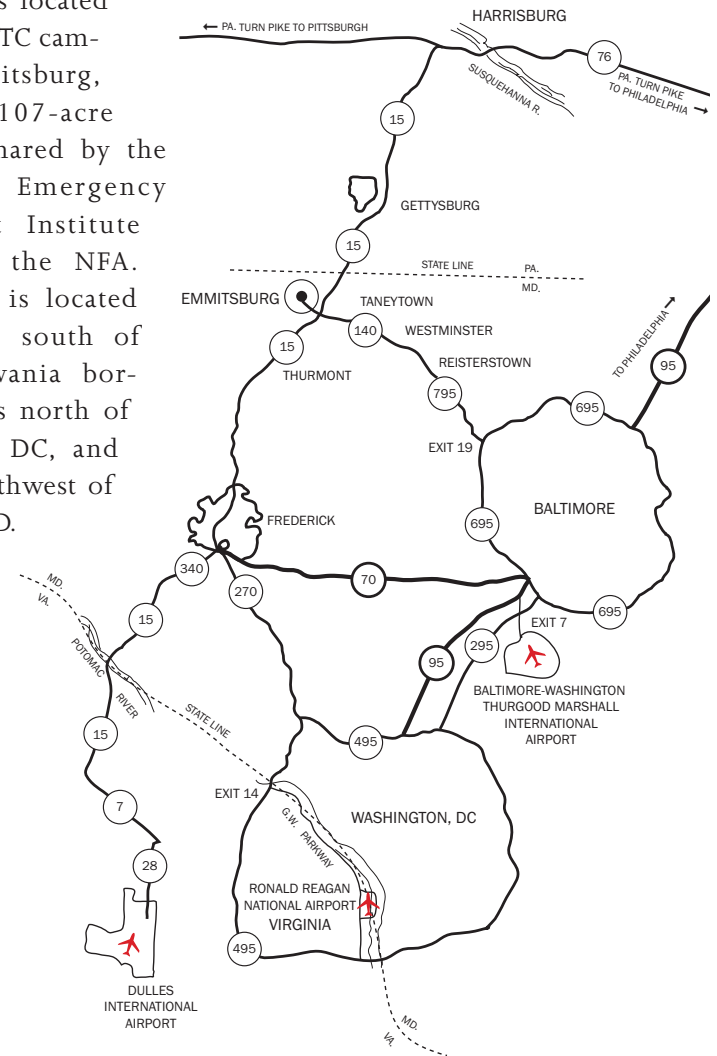 s located
TC cam-
itsburg,
107-acre
ared by the
Emergency
Institute
the NFA.
is located
south of
vania bor-
s north of
DC, and
thwest of
D.
PA. TURN PIKE TO PITTSBURGH
HARRISBURG
76
PA. TURN PIKE
TO PHILADELPHIA
SUSQUEHANNA R.
15
GETTYSBURG
15
STATE LINE
PA.
MD.
EMMITSBURG
TANEYTOWN
140
WESTMINSTER
15
REISTERSTOWN
THURMONT
TO PHILADELPHIA
95
795
695
EXIT 19
BALTIMORE
FREDERICK
695
340
70
270
MD.
VA.
15
695
EXIT 7
295
POTOMAC
RIVER
95
BALTIMORE-WASHINGTON
THURGOOD MARSHALL
INTERNATIONAL
AIRPORT
STATE LINE
15
495
EXIT 14
7
G.W. PARKWAY
WASHINGTON, DC
28
RONALD REAGAN
NATIONAL AIRPORT
VIRGINIA
495
DULLES
INTERNATIONAL
AIRPORT
MD.
VA.